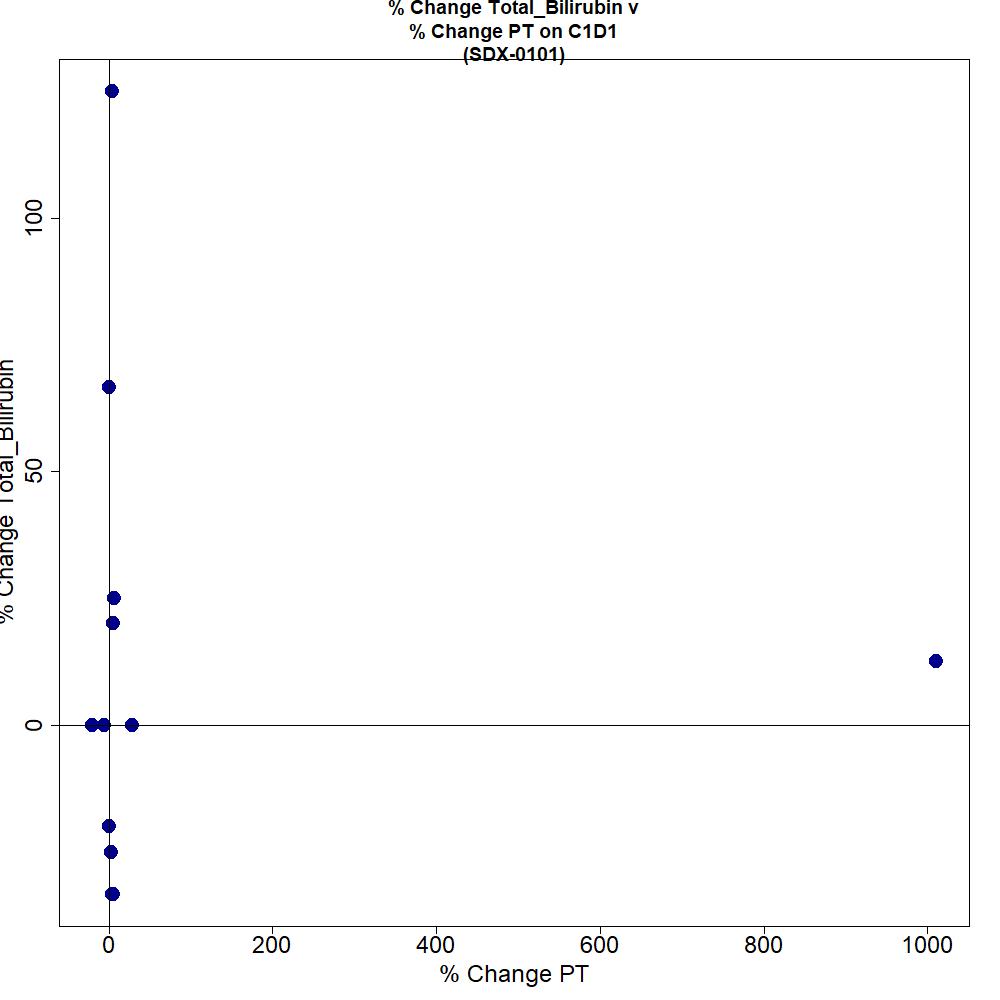 % Change Total_Bilirubin v
% Change PT on C1D1
(SDX-0101)
% Change Total_Bilirubin
100
50
0
0
200
400
600
800
1000
% Change PT